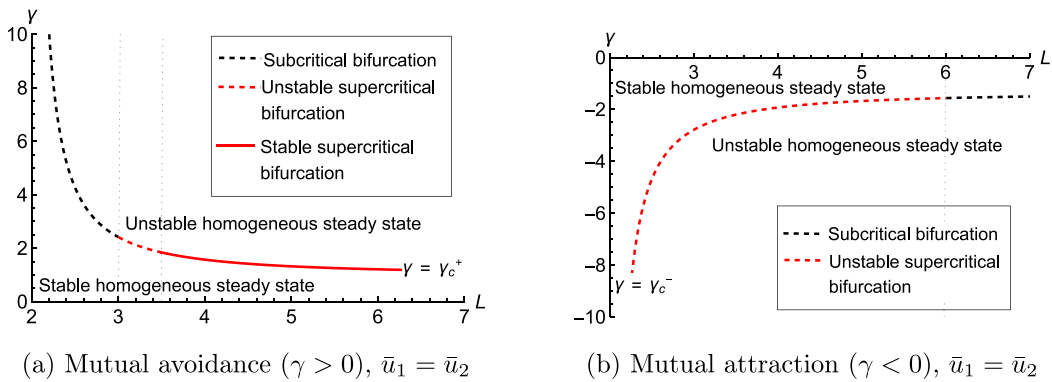 γ
10
8
6
4
2
0
2
3
4
5
6
7
L
Subcritical bifurcation
Unstable supercritical
bifurcation
Stable supercritical
bifurcation
Unstable homogeneous steady state
γ = γc+
Stable homogeneous steady state
(a) Mutual avoidance (γ > 0), ū1 = ū2
γ
0
−2
−4
−6
−8
−10
3
4
5
6
7
L
Stable homogeneous steady state
Unstable homogeneous steady state
Subcritical bifurcation
Unstable supercritical
bifurcation
γ = γc−
(b) Mutual attraction (γ < 0), ū1 = ū2